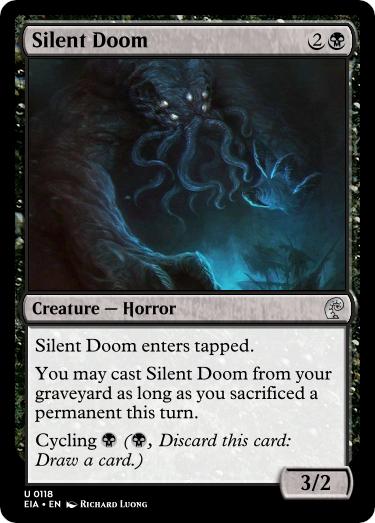 Silent Doom 2
Creature — Horror
Silent Doom enters tapped.
You may cast Silent Doom from your
graveyard as long as you sacrificed a
permanent this turn.
Cycling (, Discard this card:
Draw a card.)
3/2
U 0118
EIA • EN Richard Luong